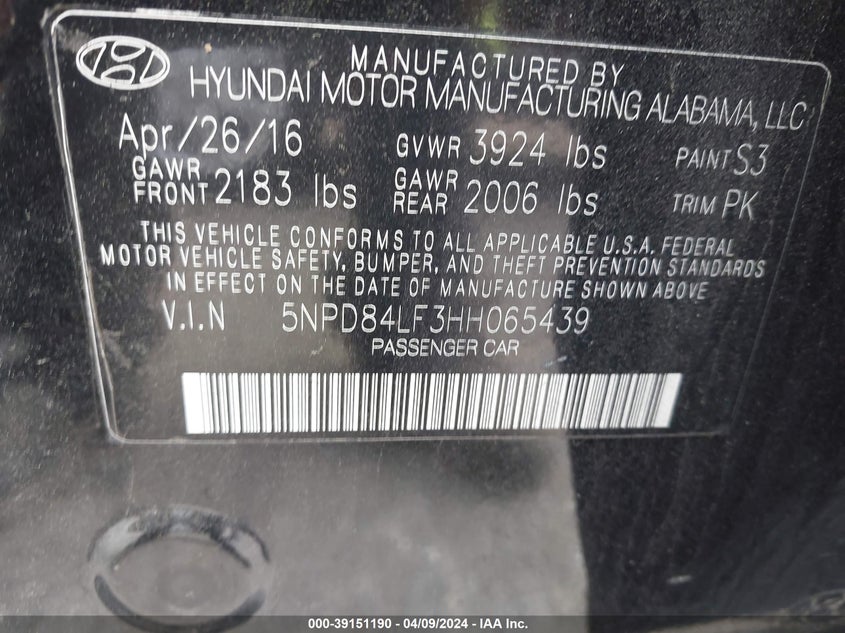 MANUFACTURED BY
HYUNDAI MOTOR MANUFACTURING ALABAMA, LLC
Apr/26/16 GVWR 3924 lbs PAINT S3
GAWR FRONT 2183 lbs GAWR REAR 2006 lbs TRIM PK
THIS VEHICLE CONFORMS TO ALL APPLICABLE U.S.A. FEDERAL
MOTOR VEHICLE SAFETY, BUMPER, AND THEFT PREVENTION STANDARDS
IN EFFECT ON THE DATE OF MANUFACTURE SHOWN ABOVE
V.I.N 5NPD84LF3HH065439
PASSENGER CAR
000-39151190 - 04/09/2024 - IAA Inc.